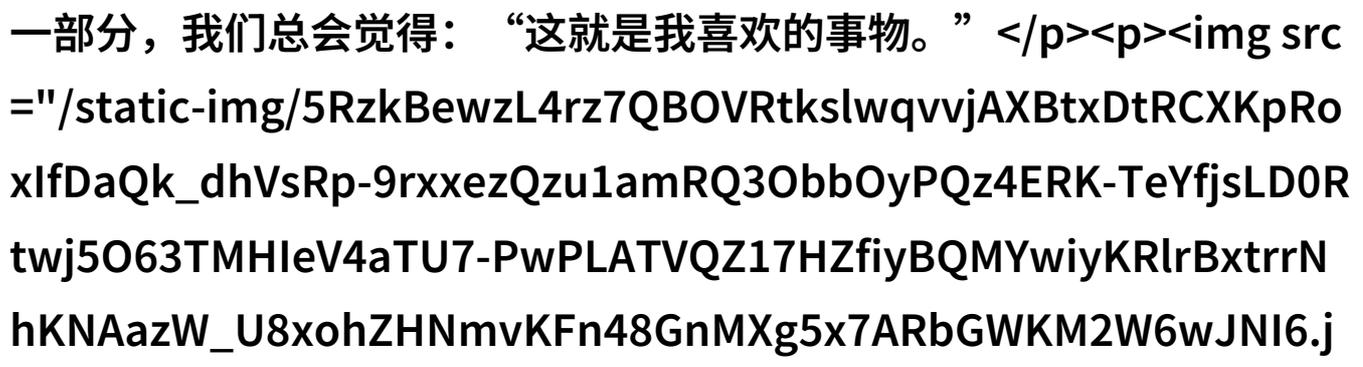 一部分，我们总会觉得：“这就是我喜欢的事物。”</p><p><img src
="/static-img/5RzkBewzL4rz7QBOVRtkslwqvvjAXBtxDtRCXKpRo
xIfDaQk_dhVsRp-9rxxezQzu1amRQ3ObbOyPQz4ERK-TeYfjsLD0R
twj5O63TMHIeV4aTU7-PwPLATVQZ17HZfiyBQMYwiyKRlrBxtrrN
hKNAazW_U8xohZHNmvKFn48GnMXg5x7ARbGWKM2W6wJNI6.j